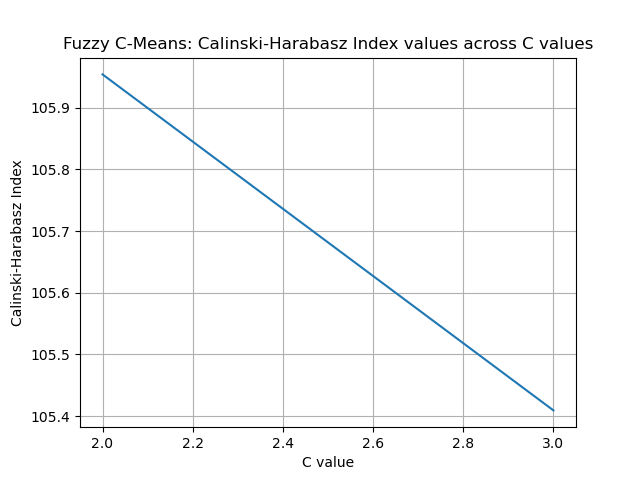 Fuzzy C-Means: Calinski-Harabasz Index values across C values
Calinski-Harabasz Index
105.9
105.8
105.7
105.6
105.5
105.4
2.0 2.2 2.4 2.6 2.8 3.0
C value